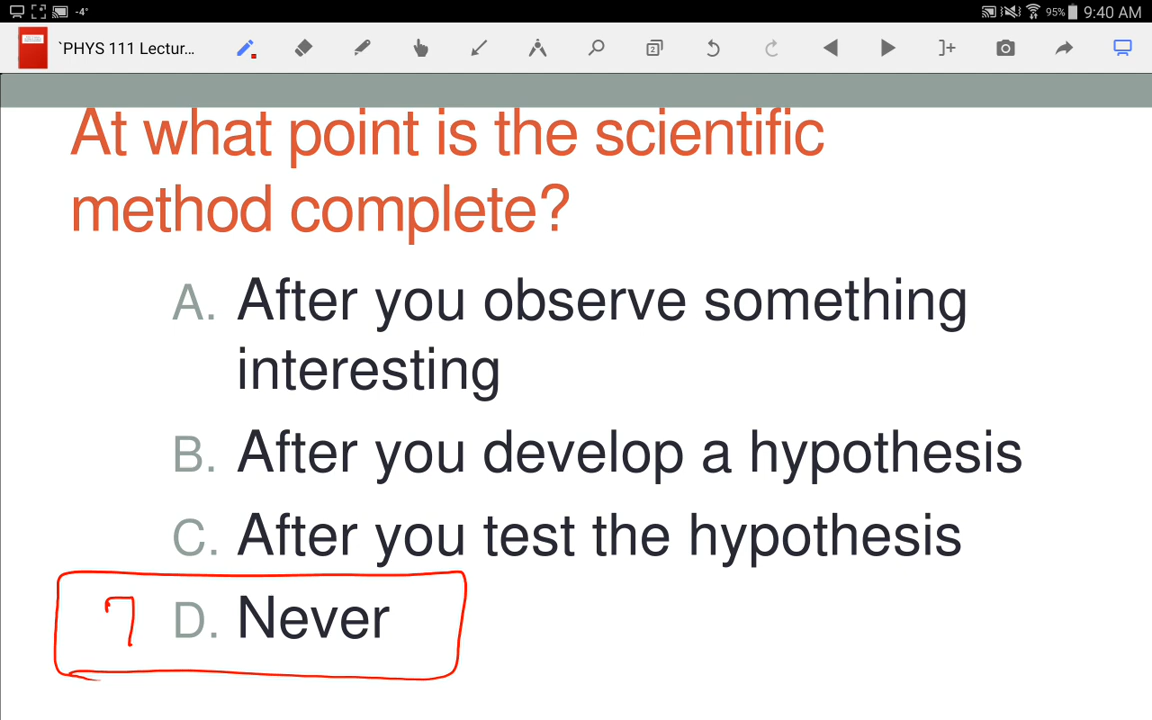 -4° 95% 9:40 AM
`PHYS 111 Lectur... 2
At what point is the scientific
method complete?
A. After you observe something
interesting
B. After you develop a hypothesis
C. After you test the hypothesis
7 D. Never